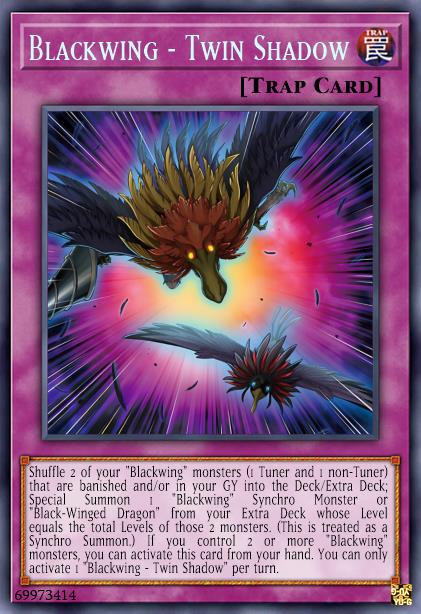 Blackwing - Twin Shadow
TRAP
罠
[Trap Card]
Shuffle 2 of your "Blackwing" monsters (1 Tuner and 1 non-Tuner)
that are banished and/or in your GY into the Deck/Extra Deck;
Special Summon 1 "Blackwing" Synchro Monster or
"Black-Winged Dragon" from your Extra Deck whose Level
equals the total Levels of those 2 monsters. (This is treated as a
Synchro Summon.) If you control 2 or more "Blackwing"
monsters, you can activate this card from your hand. You can only
activate 1 "Blackwing - Twin Shadow" per turn.
69973414